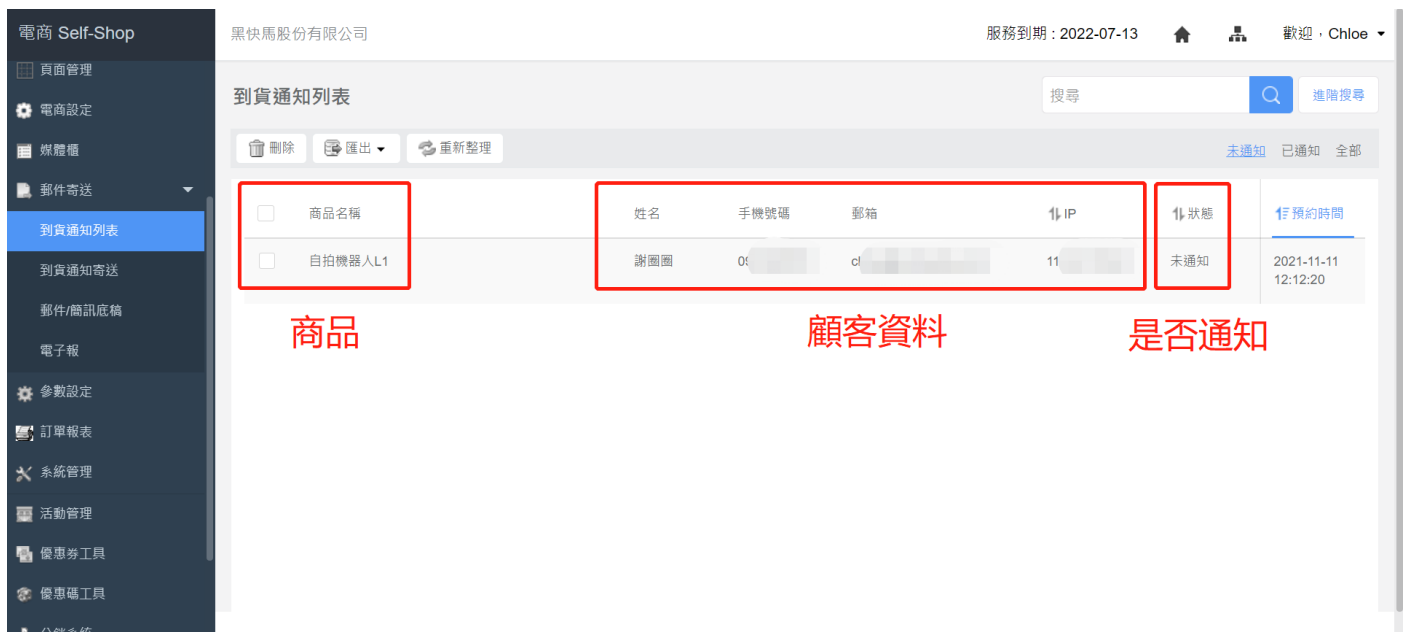 電商 Self-Shop
黑快馬股份有限公司
服務到期 : 2022-07-13
歡迎，Chloe
頁面管理
電商設定
媒體櫃
郵件寄送
到貨通知列表
到貨通知寄送
郵件/簡訊底稿
電子報
參數設定
訂單報表
系統管理
活動管理
優惠券工具
優惠碼工具
到貨通知列表
搜尋
進階搜尋
刪除 匯出 重新整理
未通知 已通知 全部
商品名稱 姓名 手機號碼 郵箱 IP 狀態 預約時間
自拍機器人L1 謝圈圈 09 cl 11 未通知 2021-11-11
12:12:20
商品 顧客資料 是否通知